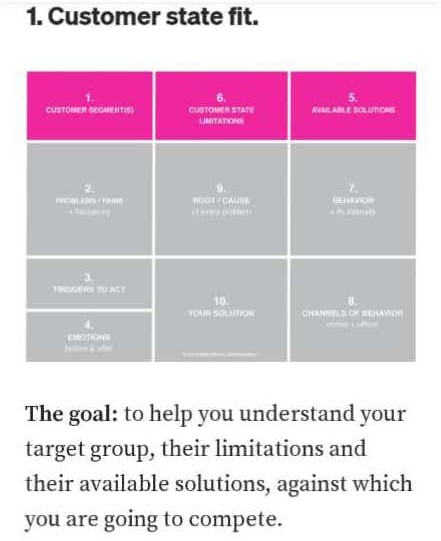 1. Customer state fit.
1.
CUSTOMER SEGMENT(S)
6.
CUSTOMER STATE
LIMITATIONS
5.
AVAILABLE SOLUTIONS
2.
PROBLEMS / PAINS
+ frequency
9.
ROOT / CAUSE
of every problem
7.
BEHAVIOR
+ its intensity
3.
TRIGGERS TO ACT
4.
EMOTIONS
before & after
10.
YOUR SOLUTION
8.
CHANNELS OF BEHAVIOR
The goal: to help you understand your
target group, their limitations and
their available solutions, against which
you are going to compete.